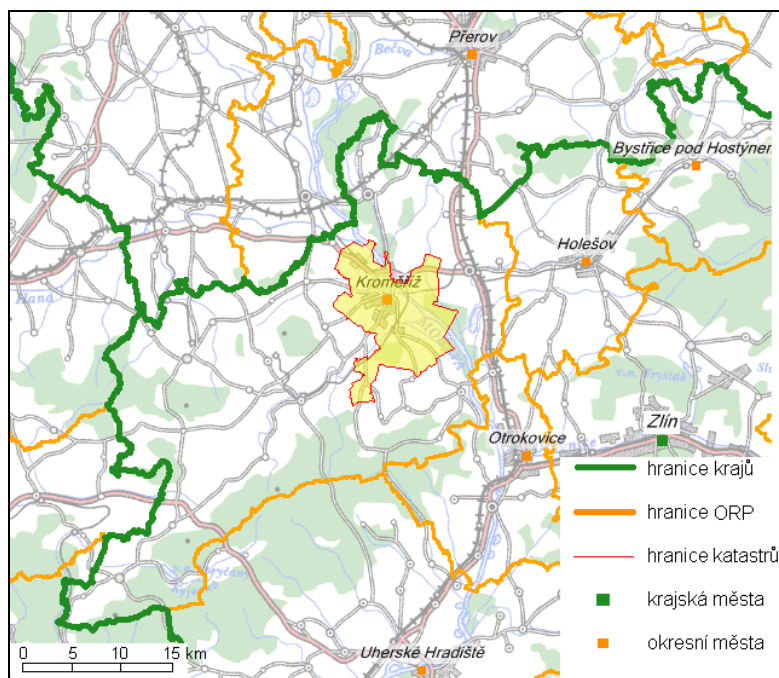 Přerov
Bečva
Bystřice pod Hostýnem
Holešov
Haná
Kroměříž
v.n. Fryšták
Zlín
Otrokovice
hranice krajů
hranice ORP
hranice katastrů
krajská města
okresní města
Uherské Hradiště
0 5 10 15 km